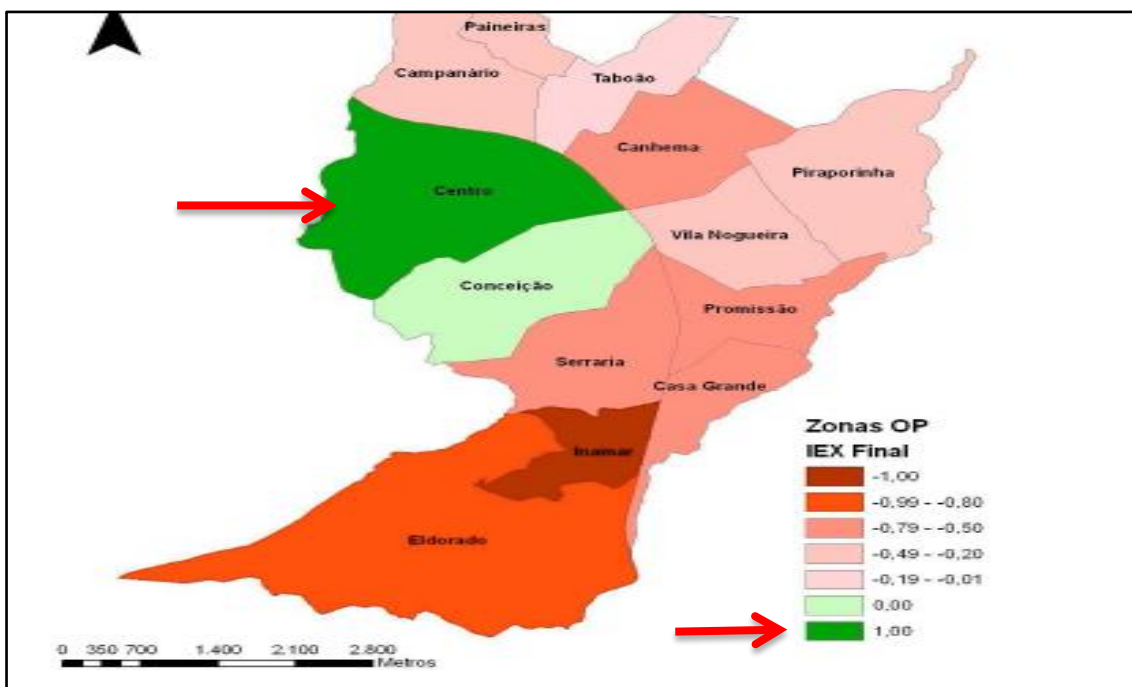 Paineiras
Campanário
Taboão
Canhema
Piraporinha
Centro
Vila Nogueira
Conceição
Promissão
Serraria
Casa Grande
Inamar
Eldorado
Zonas OP
IEX Final
-1,00
-0,99 - -0,80
-0,79 - -0,50
-0,49 - -0,20
-0,19 - -0,01
0,00
1,00
0 350 700 1.400 2.100 2.800
Metros